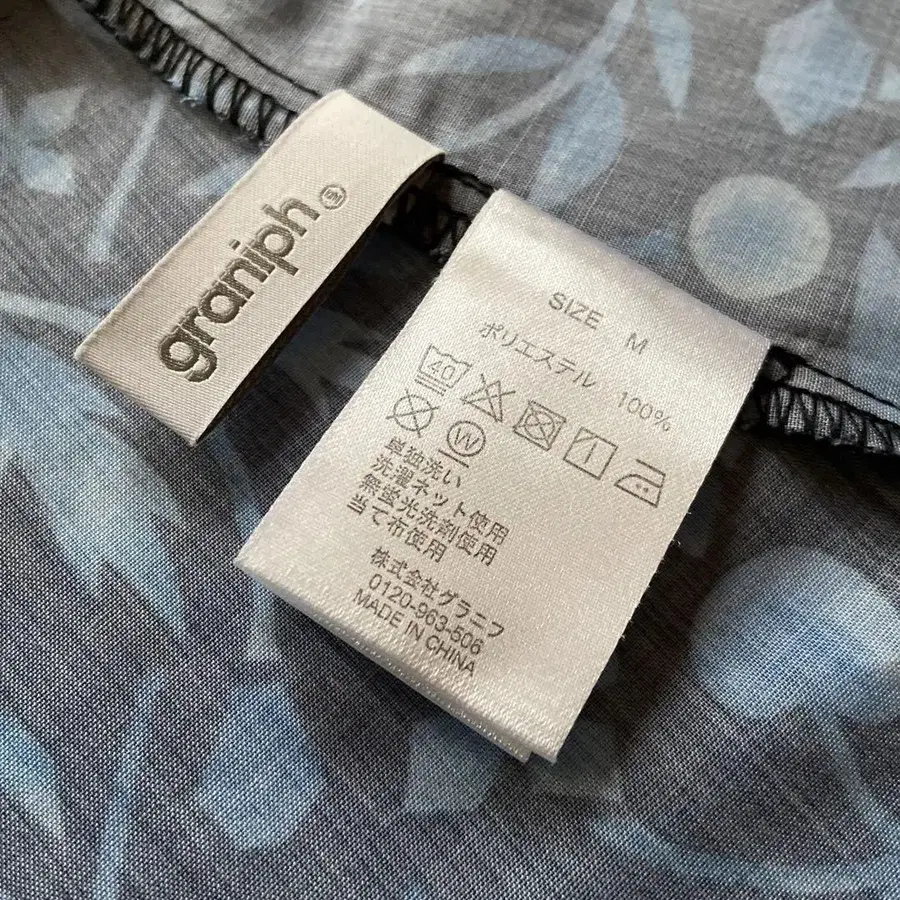 graniph
SIZE M
ポリエステル 100%
40
W
単独洗い
洗濯ネット使用
無蛍光洗剤使用
当て布使用
株式会社グラニフ
0120-963-506
MADE IN CHINA